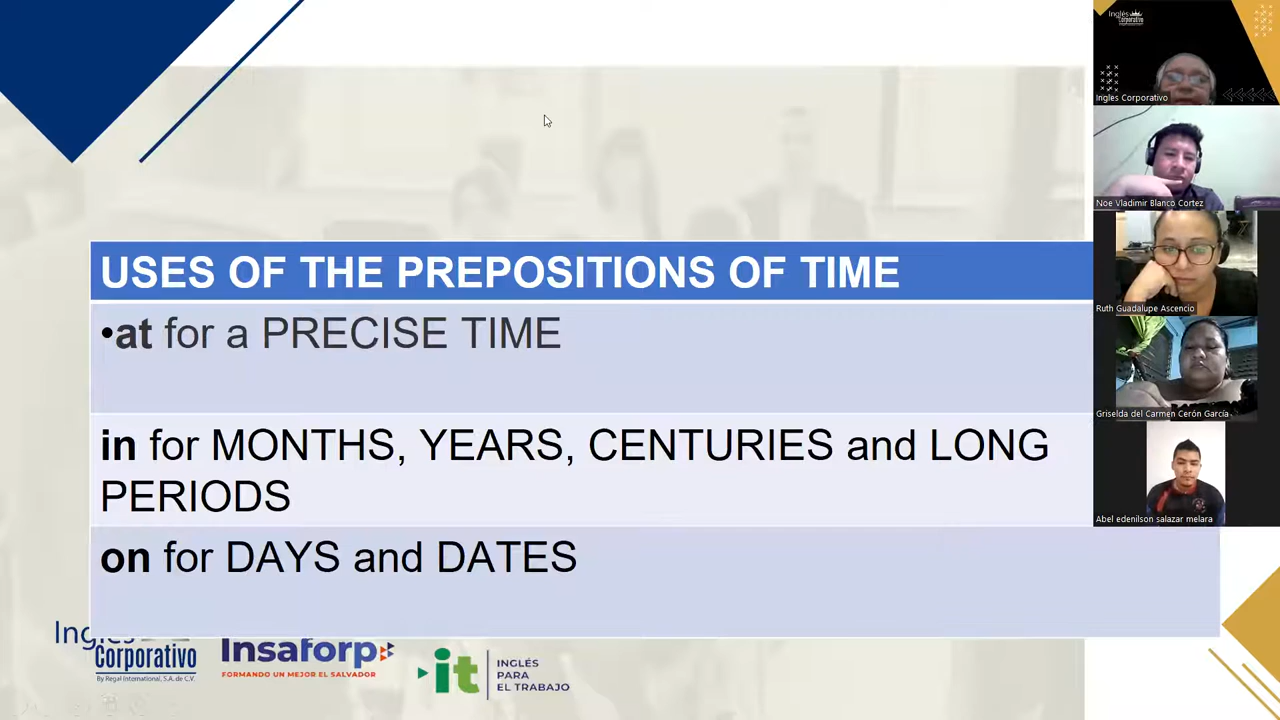 USES OF THE PREPOSITIONS OF TIME
•at for a PRECISE TIME
in for MONTHS, YEARS, CENTURIES and LONG
PERIODS
on for DAYS and DATES
Inglés
Corporativo
By Regal International, S.A. de C.V.
Insaforp
FORMANDO UN MEJOR EL SALVADOR
it
INGLÉS
PARA
EL TRABAJO
Inglés
Corporativo
Ingles Corporativo
Noe Vladimir Blanco Cortez
Ruth Guadalupe Ascencio
Griselda del Carmen Cerón García
Abel edenilson salazar melara